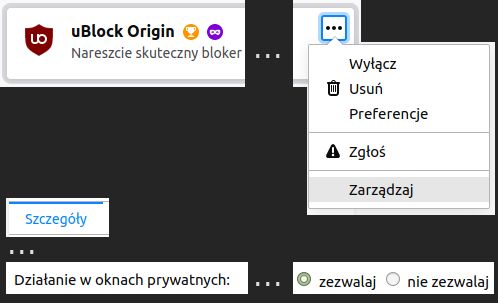 uBlock Origin
Nareszcie skuteczny bloker ...
Wyłącz
Usuń
Preferencje
Zgłoś
Zarządzaj
Szczegóły
...
Działanie w oknach prywatnych: ... zezwalaj nie zezwalaj